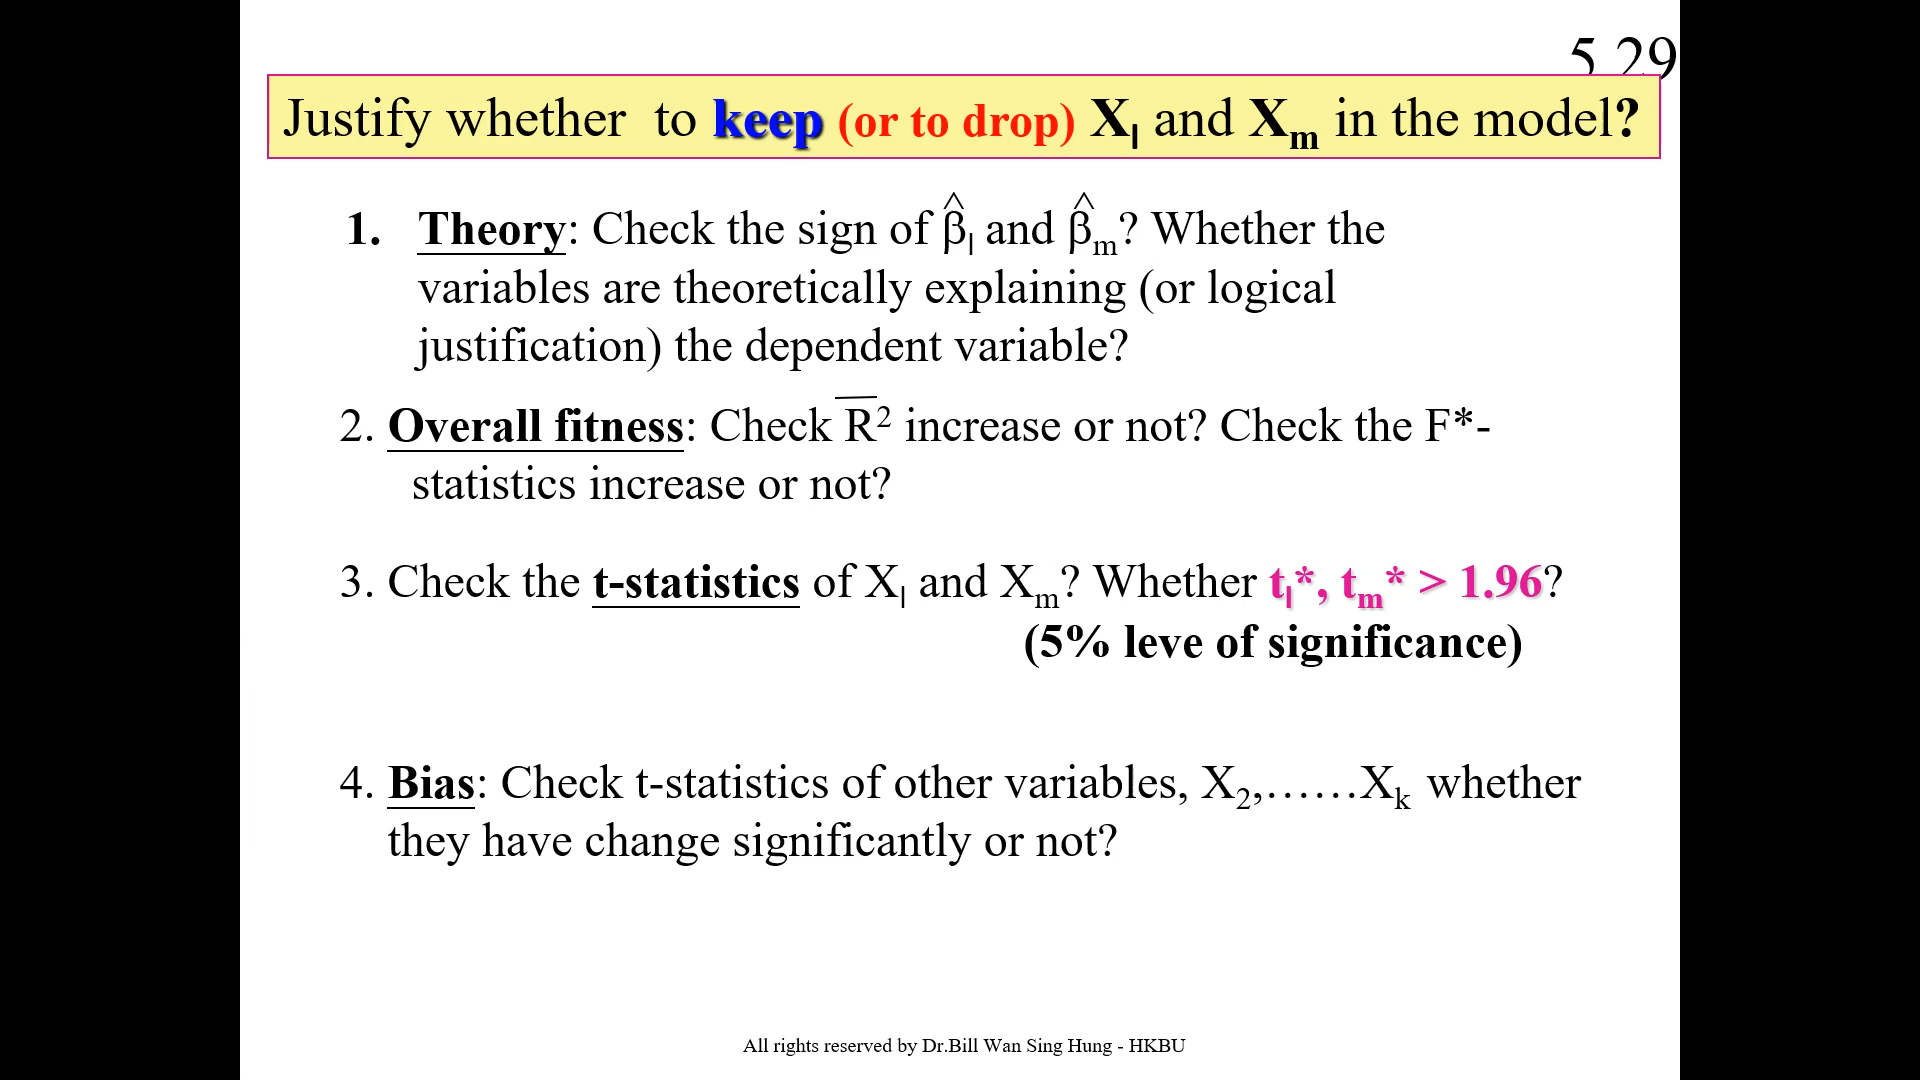 5.29
Justify whether to keep (or to drop) Xl and Xm in the model?
1. Theory: Check the sign of β̂l and β̂m? Whether the
variables are theoretically explaining (or logical
justification) the dependent variable?
2. Overall fitness: Check R̅² increase or not? Check the F*-
statistics increase or not?
3. Check the t-statistics of Xl and Xm? Whether tl*, tm* > 1.96?
(5% leve of significance)
4. Bias: Check t-statistics of other variables, X2,……Xk whether
they have change significantly or not?
All rights reserved by Dr.Bill Wan Sing Hung - HKBU